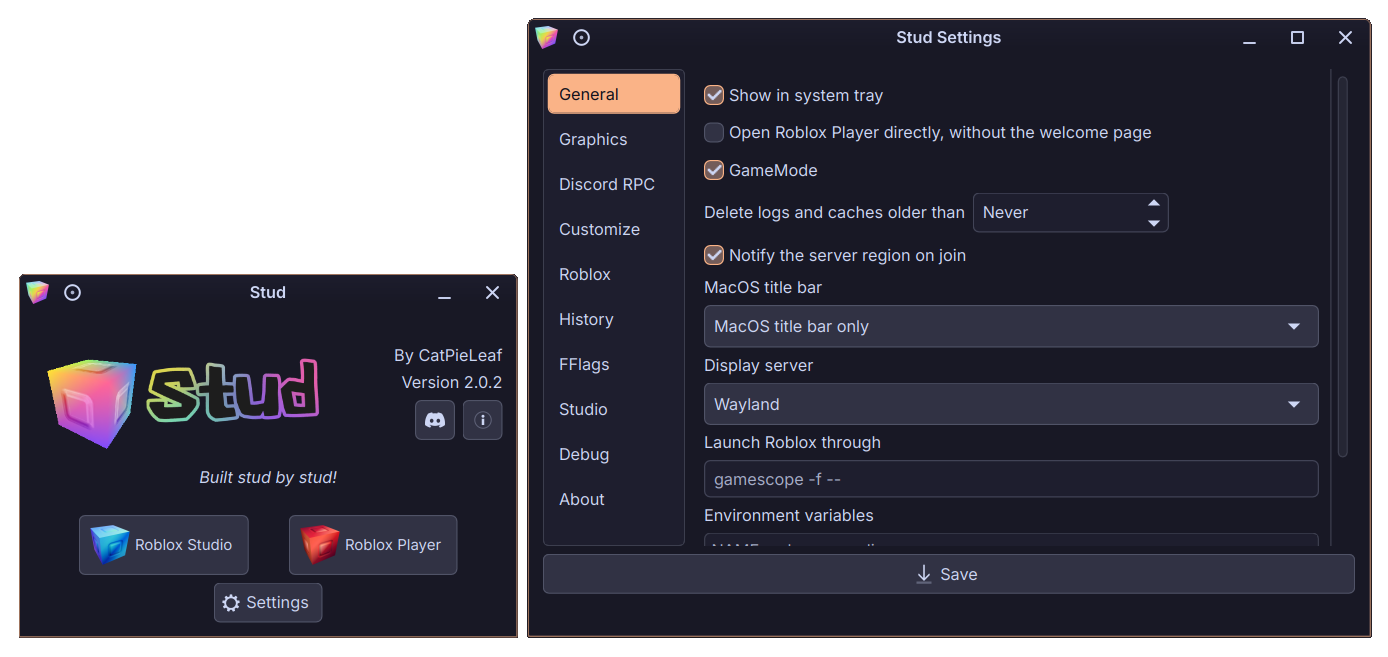 Stud
Stud
By CatPieLeaf
Version 2.0.2
Built stud by stud!
Roblox Studio
Roblox Player
Settings
Stud Settings
General
Graphics
Discord RPC
Customize
Roblox
History
FFlags
Studio
Debug
About
Show in system tray
Open Roblox Player directly, without the welcome page
GameMode
Delete logs and caches older than Never
Notify the server region on join
MacOS title bar
MacOS title bar only
Display server
Wayland
Launch Roblox through
gamescope -f --
Environment variables
Save